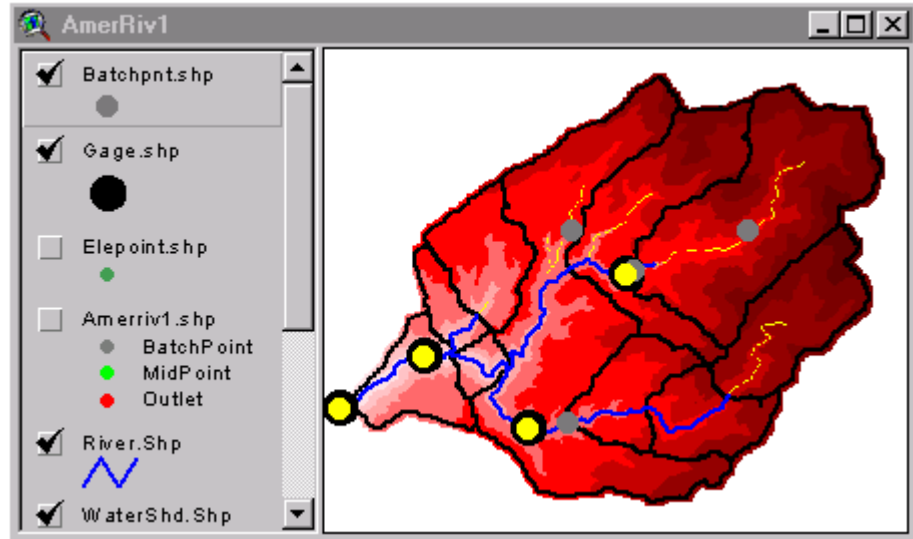 AmerRiv1
Batchpnt.shp
Gage.shp
Elepoint.shp
Amerriv1.shp
BatchPoint
MidPoint
Outlet
River.Shp
WaterShd.Shp